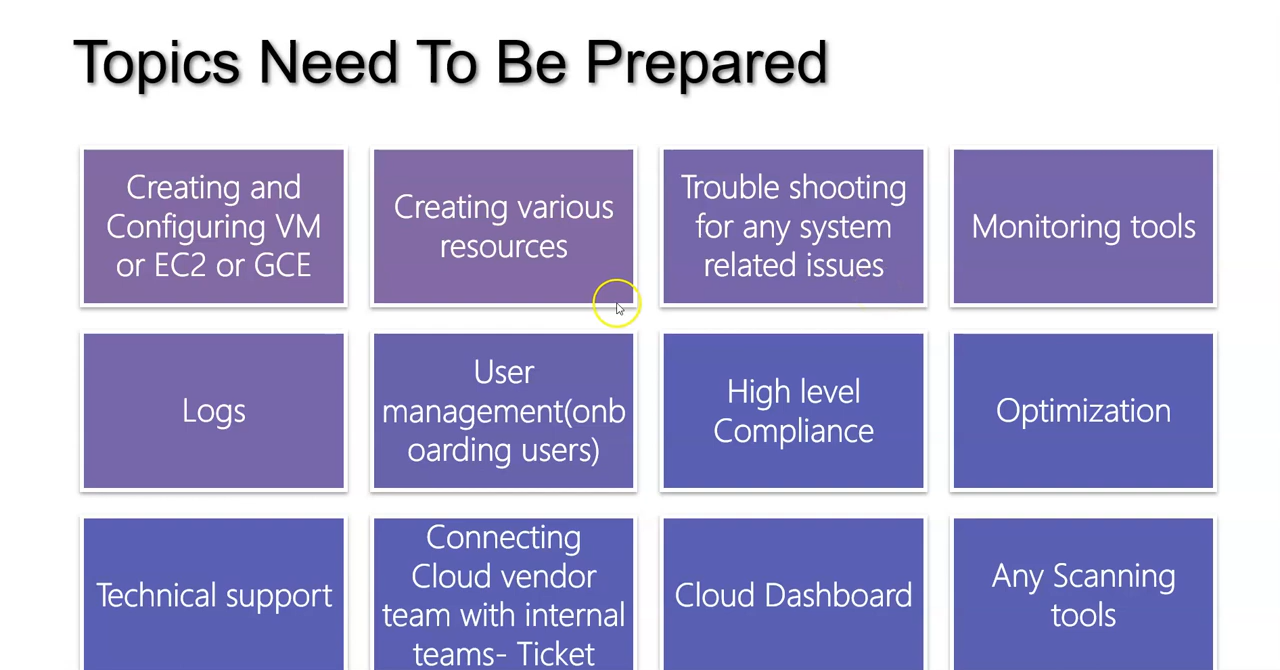 Topics Need To Be Prepared
Creating and
Configuring VM
or EC2 or GCE
Creating various
resources
Trouble shooting
for any system
related issues
Monitoring tools
Logs
User
management(onb
oarding users)
High level
Compliance
Optimization
Technical support
Connecting
Cloud vendor
team with internal
teams- Ticket
Cloud Dashboard
Any Scanning
tools